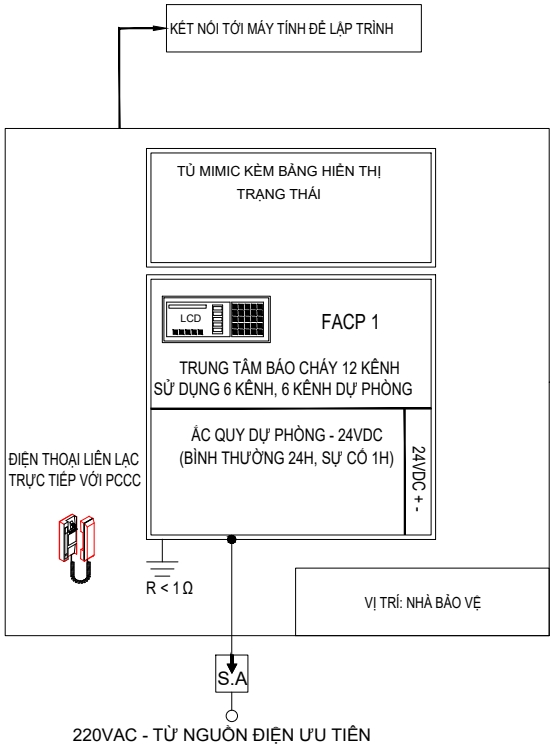 KẾT NỐI TỚI MÁY TÍNH ĐỂ LẬP TRÌNH
TỦ MIMIC KÈM BẢNG HIỂN THỊ
TRẠNG THÁI
LCD
FACP 1
TRUNG TÂM BÁO CHÁY 12 KÊNH
SỬ DỤNG 6 KÊNH, 6 KÊNH DỰ PHÒNG
ẮC QUY DỰ PHÒNG - 24VDC
(BÌNH THƯỜNG 24H, SỰ CỐ 1H)
24VDC + -
ĐIỆN THOẠI LIÊN LẠC
TRỰC TIẾP VỚI PCCC
R < 1 Ω
VỊ TRÍ: NHÀ BẢO VỆ
S.A
220VAC - TỪ NGUỒN ĐIỆN ƯU TIÊN